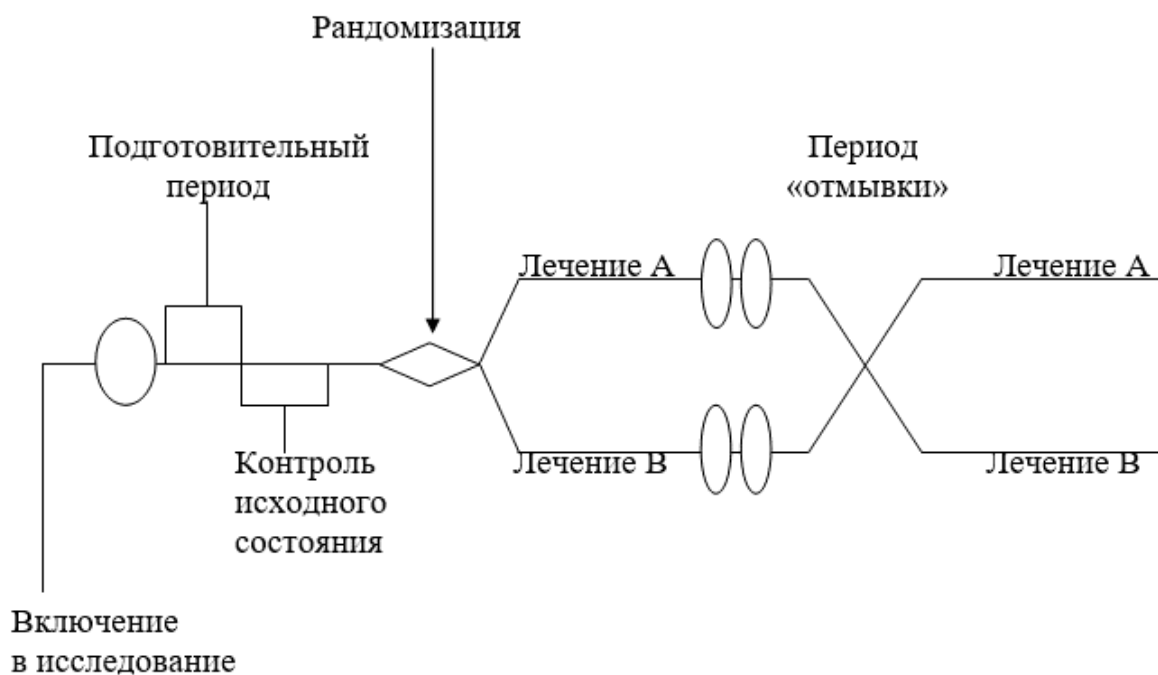 Рандомизация
Подготовительный
период
Период
«отмывки»
Лечение А
Лечение А
Лечение В
Лечение В
Контроль
исходного
состояния
Включение
в исследование